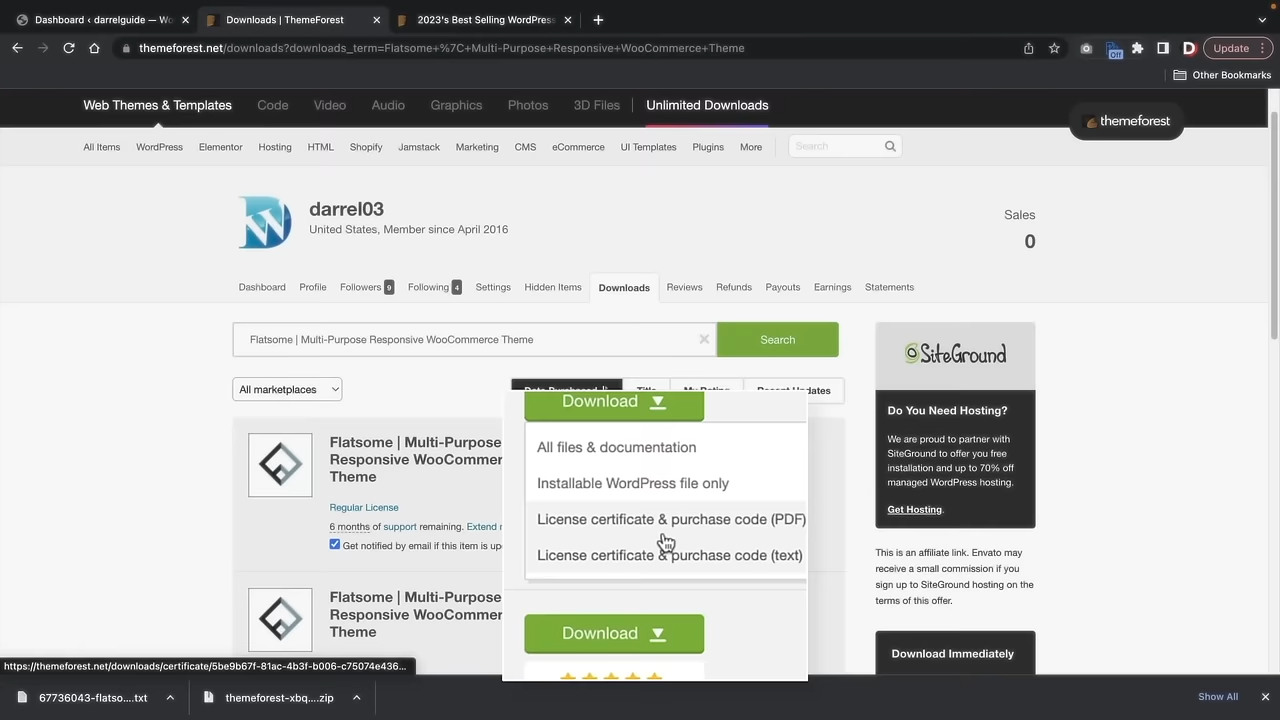 Dashboard ‹ darrelguide — Wo
Downloads | ThemeForest
2023's Best Selling WordPress
themeforest.net/downloads?downloads_term=Flatsome+%7C+Multi-Purpose+Responsive+WooCommerce+Theme
Off
D
Update
Other Bookmarks
Web Themes & Templates
Code
Video
Audio
Graphics
Photos
3D Files
Unlimited Downloads
themeforest
All Items
WordPress
Elementor
Hosting
HTML
Shopify
Jamstack
Marketing
CMS
eCommerce
UI Templates
Plugins
More
Search
darrel03
United States, Member since April 2016
Sales
0
Dashboard
Profile
Followers 9
Following 4
Settings
Hidden Items
Downloads
Reviews
Refunds
Payouts
Earnings
Statements
Flatsome | Multi-Purpose Responsive WooCommerce Theme
Search
All marketplaces
Date Purchased
Title
My Rating
Recent Updates
Flatsome | Multi-Purpose
Responsive WooCommer
Theme
Regular License
6 months of support remaining. Extend n
Get notified by email if this item is up
Flatsome | Multi-Purpose
Responsive WooCommer
Theme
Download
All files & documentation
Installable WordPress file only
License certificate & purchase code (PDF)
License certificate & purchase code (text)
Download
SiteGround
Do You Need Hosting?
We are proud to partner with
SiteGround to offer you free
installation and up to 70% off
managed WordPress hosting.
Get Hosting.
This is an affiliate link. Envato may
receive a small commission if you
sign up to SiteGround hosting on the
terms of this offer.
Download Immediately
https://themeforest.net/downloads/certificate/5be9b67f-81ac-4b3f-b006-c75074e436...
67736043-flatso....txt
themeforest-xbq....zip
Show All